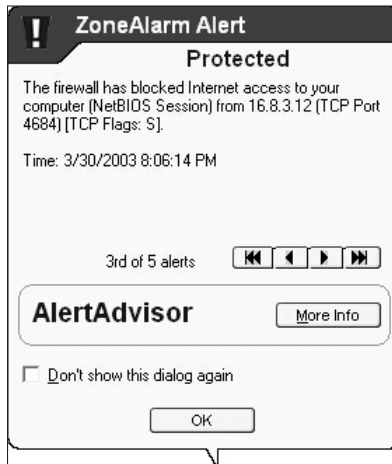 ZoneAlarm Alert
Protected
The firewall has blocked Internet access to your
computer (NetBIOS Session) from 16.8.3.12 (TCP Port
4684) [TCP Flags: S].
Time: 3/30/2003 8:06:14 PM
3rd of 5 alerts
AlertAdvisor
More Info
Don't show this dialog again
OK